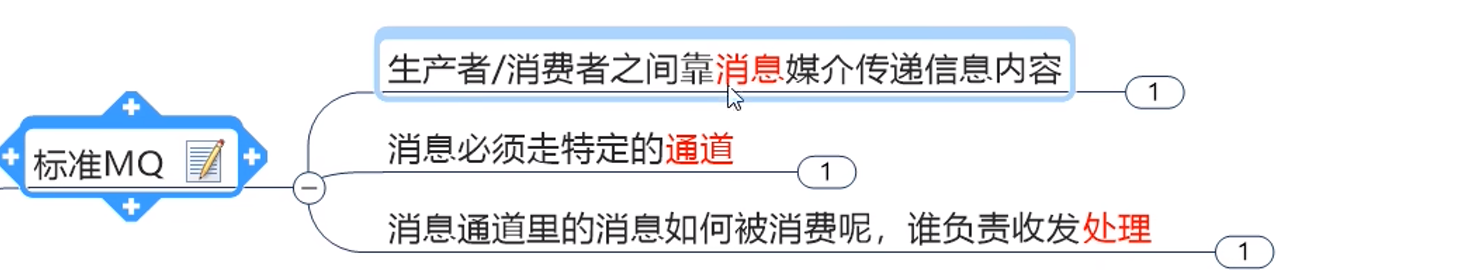 生产者/消费者之间靠消息媒介传递信息内容
1
标准MQ
消息必须走特定的通道
1
消息通道里的消息如何被消费呢，谁负责收发处理
1